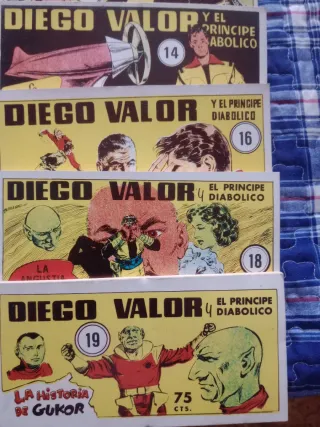 DIEGO VALOR Y EL
PRINCIPE
DIABOLICO
14
DIEGO VALOR Y EL PRINCIPE
DIABOLICO
16
DIEGO VALOR y EL PRINCIPE
DIABOLICO
LA
ANGUSTIA
18
DIEGO VALOR y EL PRINCIPE
DIABOLICO
19
LA HISTORIA
DE GUKOR
75
CTS.